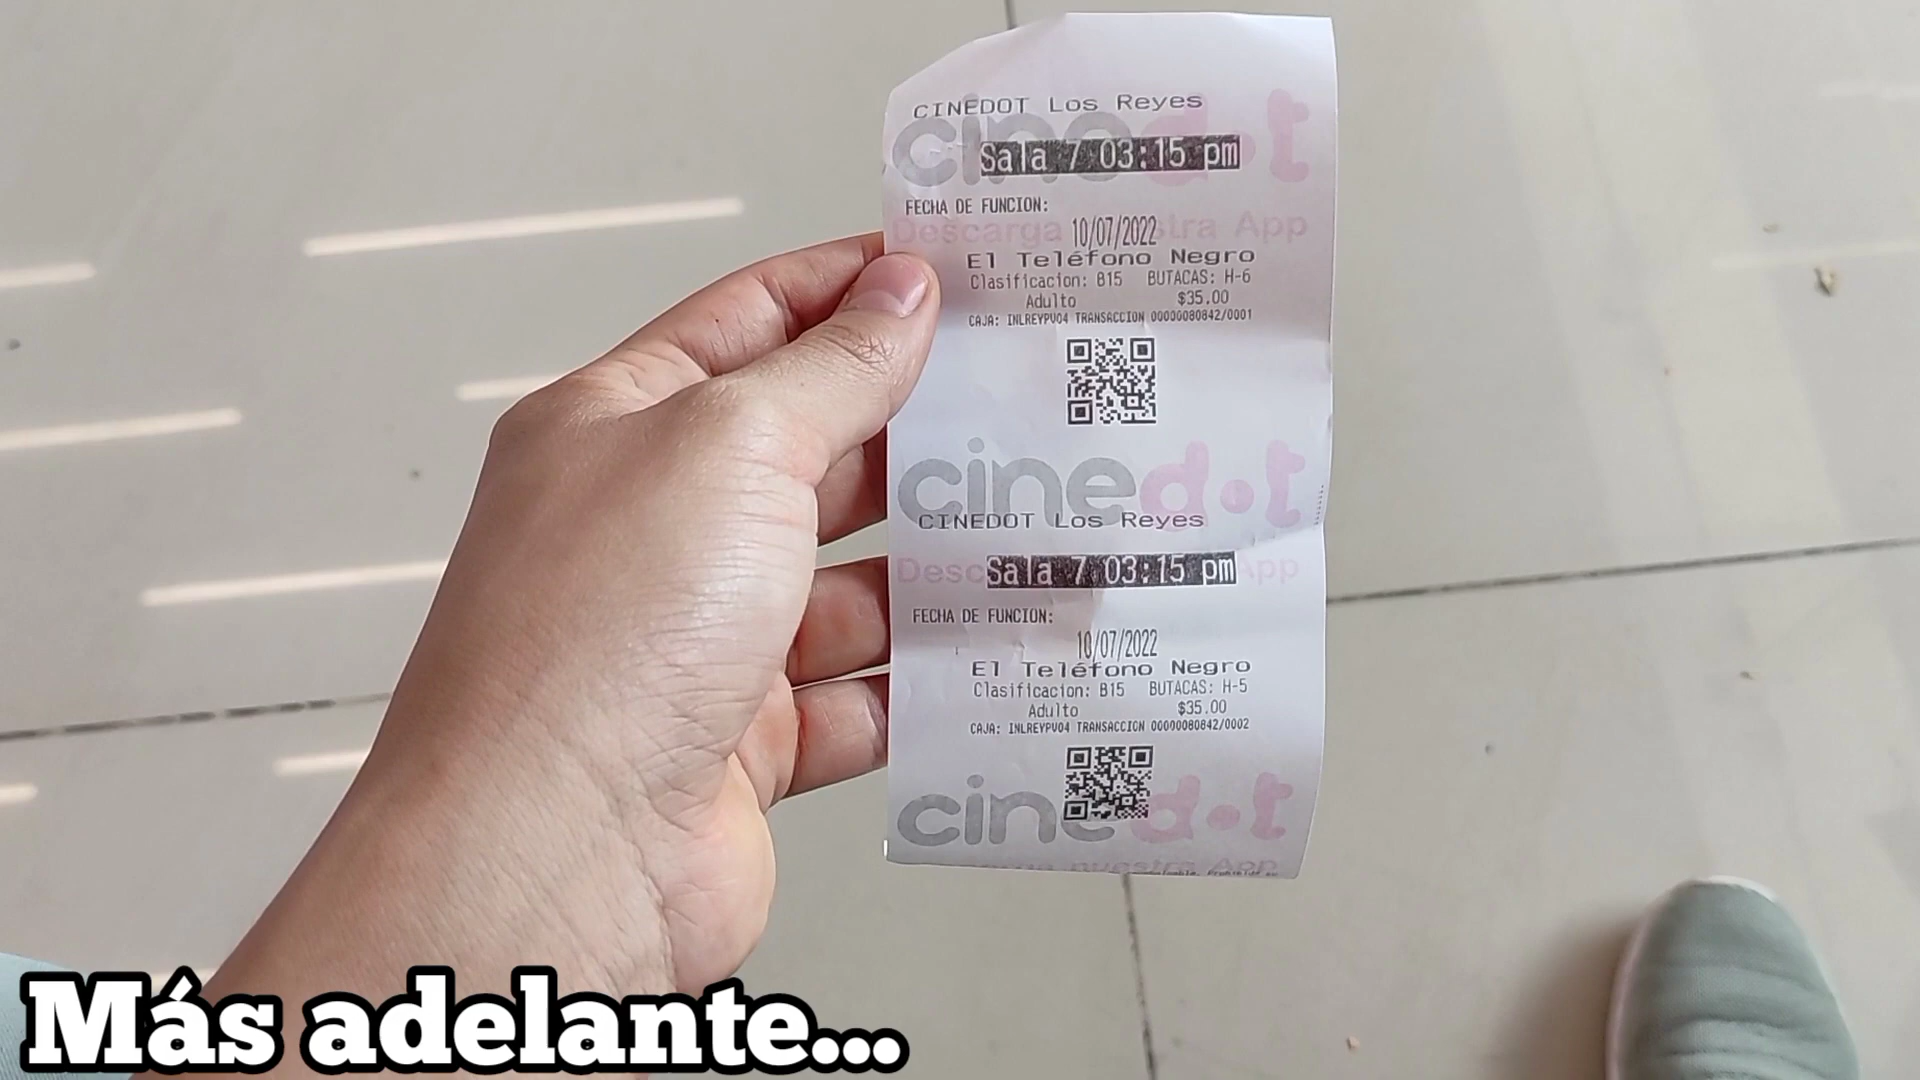 CINEDOT Los Reyes
cinedot
Sala 7 03:15 pm
FECHA DE FUNCION:
Descarga nuestra App
10/07/2022
El Teléfono Negro
Clasificacion: B15 BUTACAS: H-6
Adulto $35.00
CAJA: INLREYPV04 TRANSACCION 00000080842/0001
cinedot
CINEDOT Los Reyes
Desc App
Sala 7 03:15 pm
FECHA DE FUNCION:
10/07/2022
El Teléfono Negro
Clasificacion: B15 BUTACAS: H-5
Adulto $35.00
CAJA: INLREYPV04 TRANSACCION 00000080842/0002
cinedot
nuestra App
Más adelante...